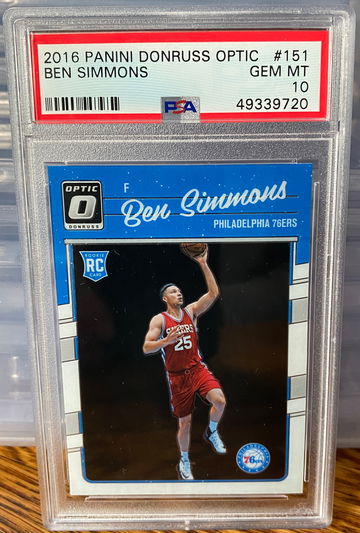 2016 PANINI DONRUSS OPTIC #151
BEN SIMMONS GEM MT
10
PSA 49339720
OPTIC
DONRUSS
F
Ben Simmons
PHILADELPHIA 76ERS
ROOKIE
RC
CARD
SIXERS
25
76ers